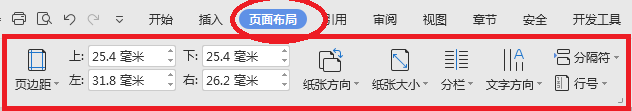 开始 插入 页面布局 引用 审阅 视图 章节 安全 开发工具
上: 25.4 毫米 下: 25.4 毫米 分隔符
页边距 左: 31.8 毫米 右: 26.2 毫米 纸张方向 纸张大小 分栏 文字方向 行号